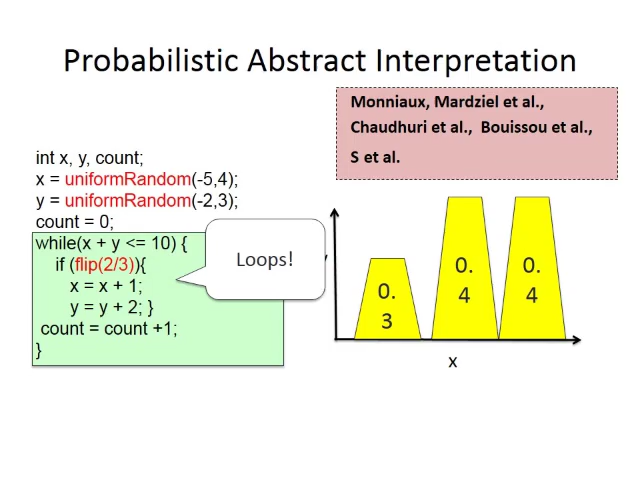 Probabilistic Abstract Interpretation
Monniaux, Mardziel et al.,
Chaudhuri et al., Bouissou et al.,
S et al.
int x, y, count;
x = uniformRandom(-5,4);
y = uniformRandom(-2,3);
count = 0;
while(x + y <= 10) {
if (flip(2/3)){
x = x + 1;
y = y + 2; }
count = count +1;
}
Loops!
0.
3
0.
4
0.
4
x